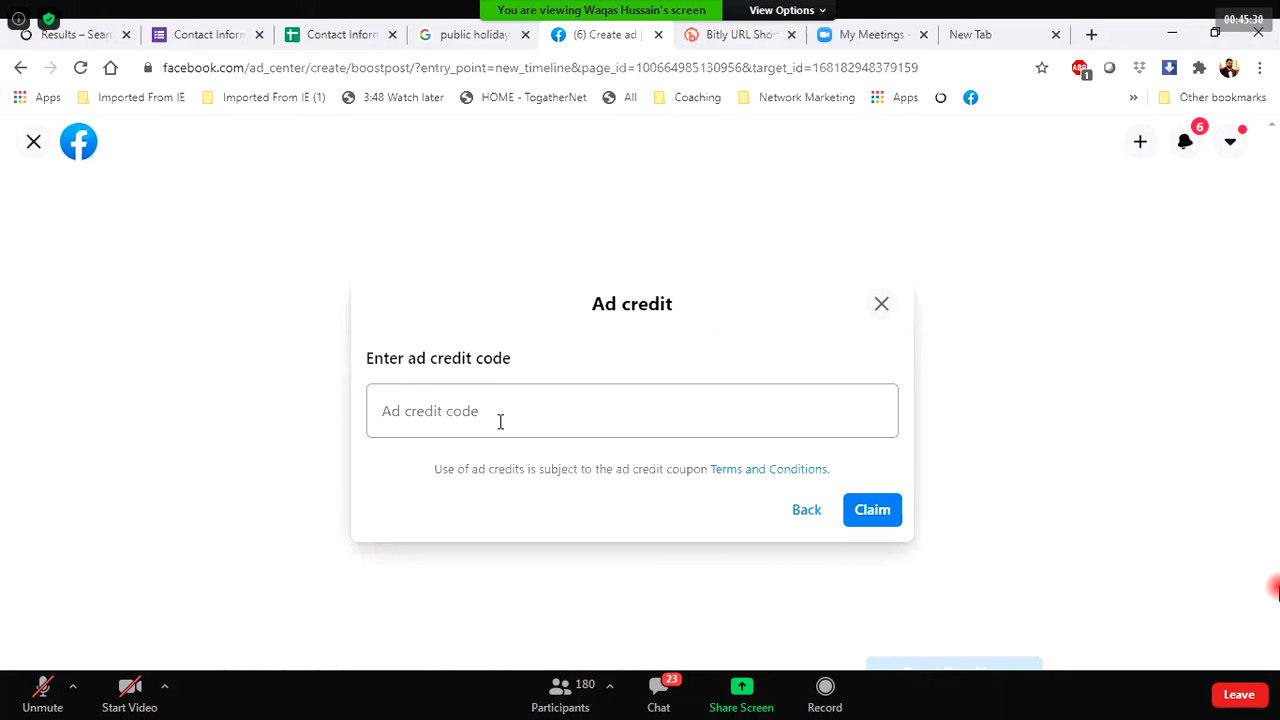 You are viewing Waqas Hussain's screen
View Options
00:45:30
Results – Sear
Contact Inform
Contact Inform
public holida
(6) Create ad
Bitly URL Sho
My Meetings -
New Tab
facebook.com/ad_center/create/boostpost/?entry_point=new_timeline&page_id=100664985130956&target_id=168182948379159
ABP
1
Apps
Imported From IE
Imported From IE (1)
3:48 Watch later
HOME - TogatherNet
All
Coaching
Network Marketing
Apps
Other bookmarks
6
Ad credit
Enter ad credit code
Ad credit code
Use of ad credits is subject to the ad credit coupon Terms and Conditions.
Back
Claim
180
23
Unmute
Start Video
Participants
Chat
Share Screen
Record
Leave